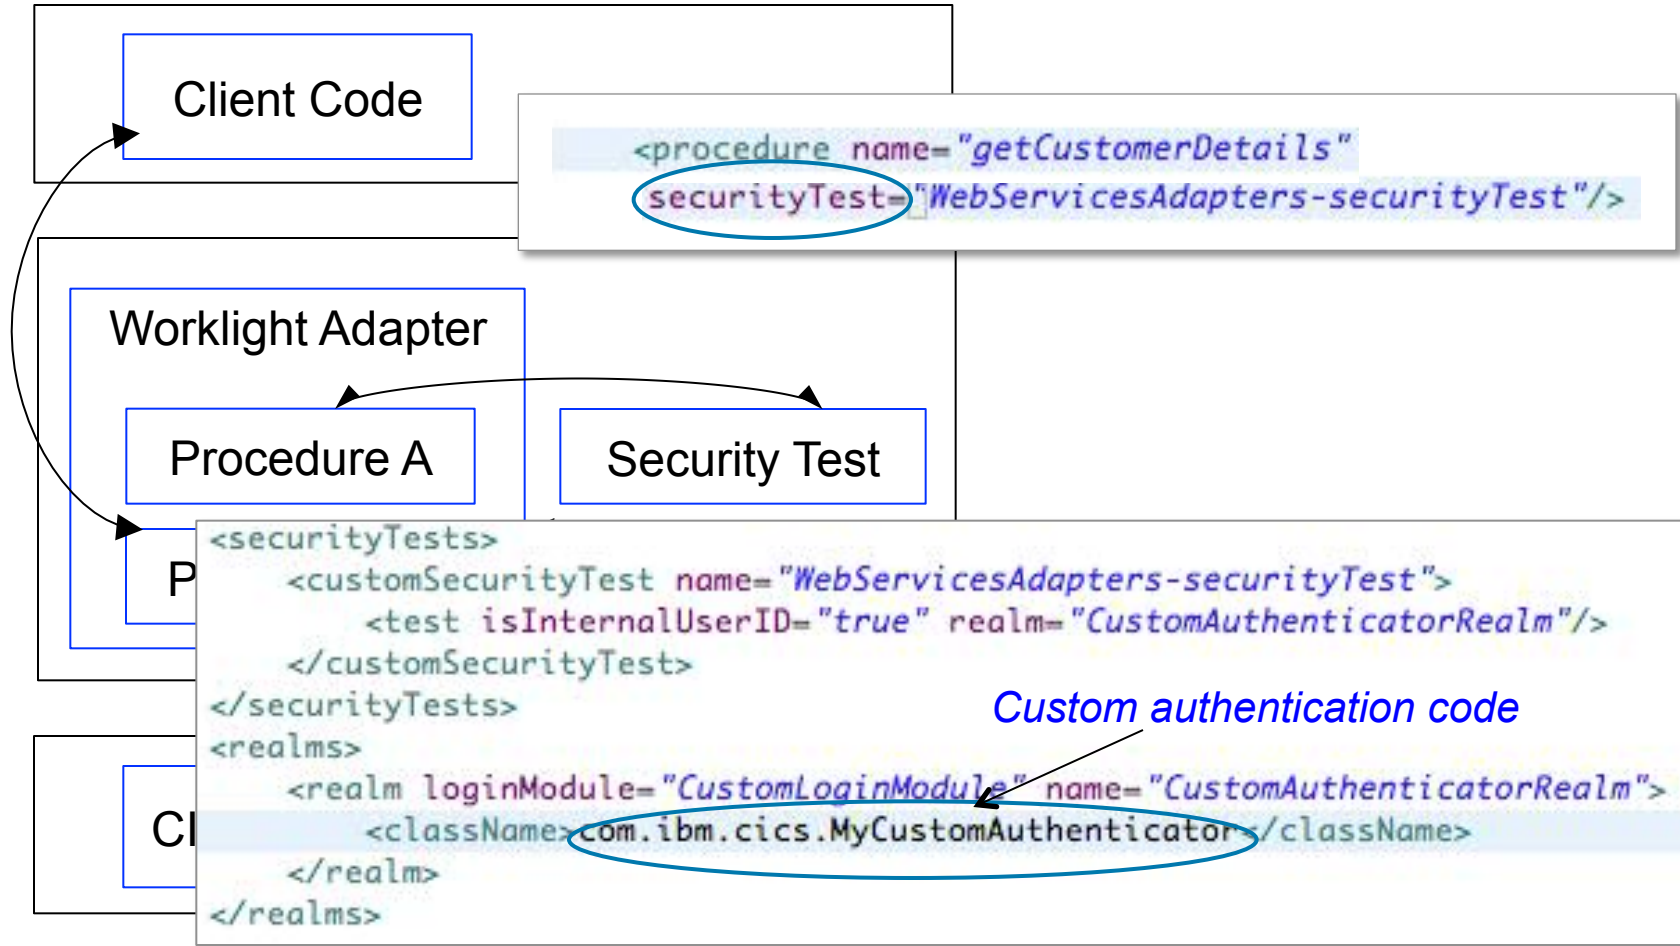 Client Code
<procedure name="getCustomerDetails"
securityTest="WebServicesAdapters-securityTest"/>
Worklight Adapter
Procedure A
Security Test
P
<securityTests>
<customSecurityTest name="WebServicesAdapters-securityTest">
<test isInternalUserID="true" realm="CustomAuthenticatorRealm"/>
</customSecurityTest>
</securityTests>
Custom authentication code
<realms>
<realm loginModule="CustomLoginModule" name="CustomAuthenticatorRealm">
CI
<className>com.ibm.cics.MyCustomAuthenticator</className>
</realm>
</realms>